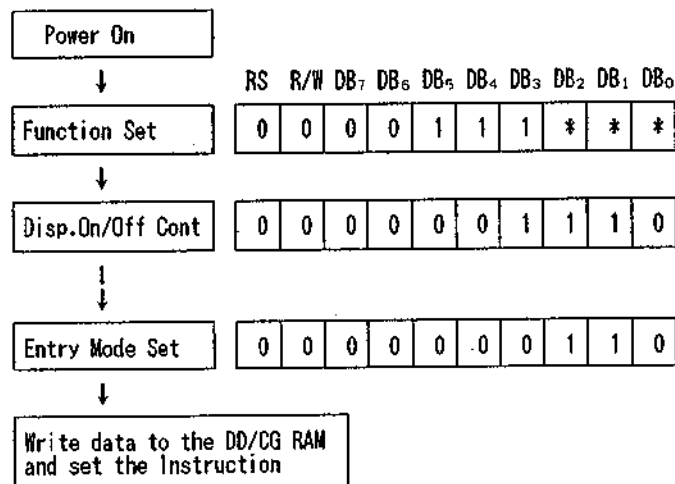 Power On
RS R/W DB₇ DB₆ DB₅ DB₄ DB₃ DB₂ DB₁ DB₀
Function Set 0 0 0 0 1 1 1 * * *
Disp.On/Off Cont 0 0 0 0 0 0 1 1 1 0
Entry Mode Set 0 0 0 0 0 0 0 1 1 0
Write data to the DD/CG RAM
and set the Instruction